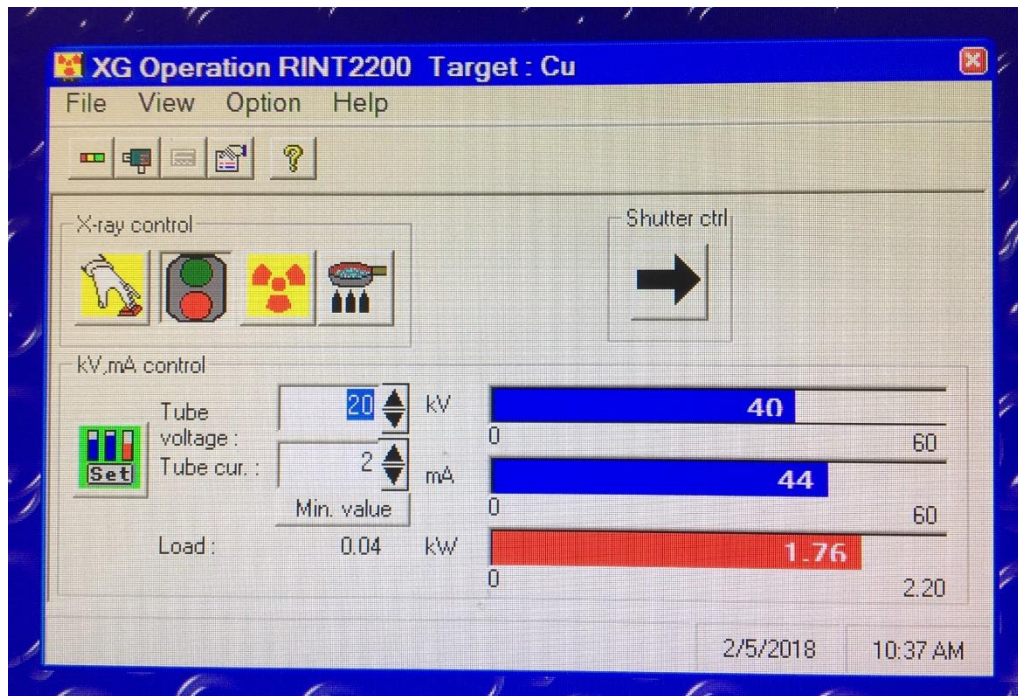 XG Operation RINT2200 Target : Cu
File View Option Help
X-ray control
Shutter ctrl
kV,mA control
Tube voltage :
20 kV
40
0 60
Set
Tube cur. : 2 mA
44
Min. value
0 60
Load : 0.04 kW
1.76
0 2.20
2/5/2018 10:37 AM